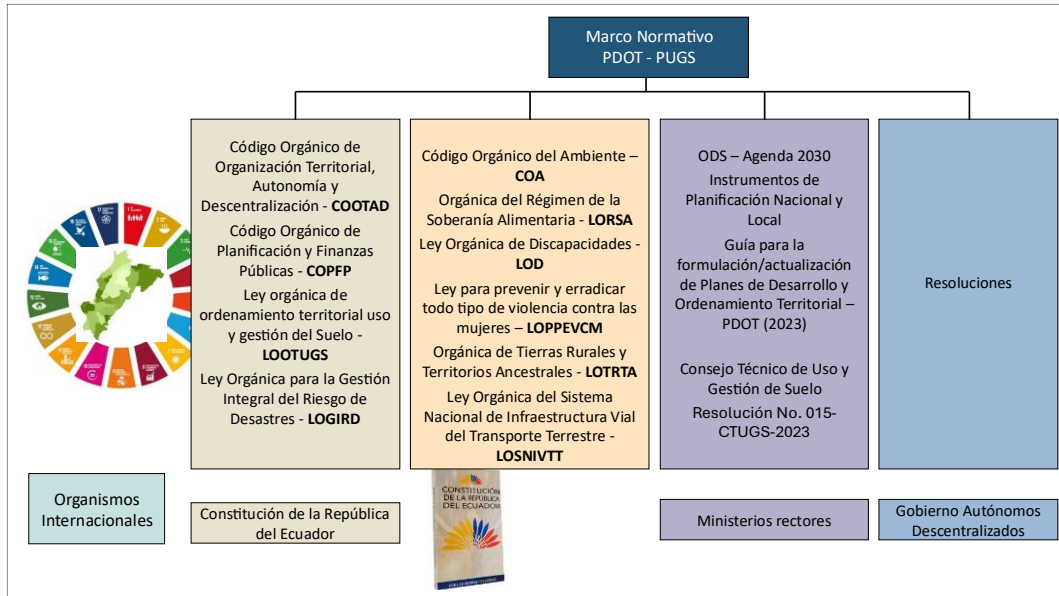 Marco Normativo
PDOT - PUGS
Código Orgánico de
Organización Territorial,
Autonomía y
Descentralización - COOTAD
Código Orgánico de
Planificación y Finanzas
Públicas - COPFP
Ley orgánica de
ordenamiento territorial uso
y gestión del Suelo -
LOOTUGS
Ley Orgánica para la Gestión
Integral del Riesgo de
Desastres - LOGIRD
Código Orgánico del Ambiente –
COA
Orgánica del Régimen de la
Soberanía Alimentaria - LORSA
Ley Orgánica de Discapacidades -
LOD
Ley para prevenir y erradicar
todo tipo de violencia contra las
mujeres – LOPPEVCM
Orgánica de Tierras Rurales y
Territorios Ancestrales - LOTRTA
Ley Orgánica del Sistema
Nacional de Infraestructura Vial
del Transporte Terrestre -
LOSNIVTT
ODS – Agenda 2030
Instrumentos de
Planificación Nacional y
Local
Guía para la
formulación/actualización
de Planes de Desarrollo y
Ordenamiento Territorial –
PDOT (2023)
Consejo Técnico de Uso y
Gestión de Suelo
Resolución No. 015-
CTUGS-2023
Resoluciones
Organismos
Internacionales
Constitución de la República
del Ecuador
CONSTITUCIÓN
DE LA REPÚBLICA
DEL ECUADOR
Ministerios rectores
Gobierno Autónomos
Descentralizados